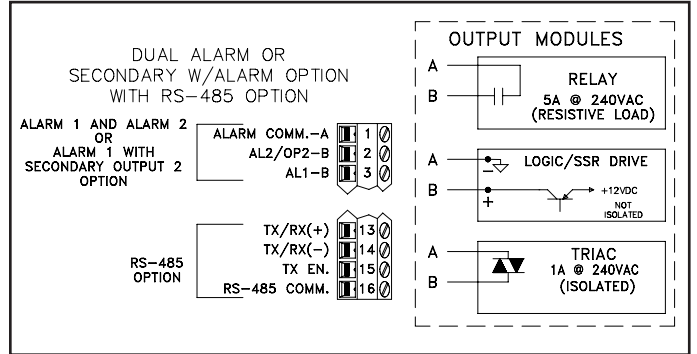 DUAL ALARM OR
SECONDARY W/ALARM OPTION
WITH RS-485 OPTION
ALARM 1 AND ALARM 2
OR
ALARM 1 WITH
SECONDARY OUTPUT 2
OPTION
ALARM COMM.-A 1
AL2/OP2-B 2
AL1-B 3
RS-485
OPTION
TX/RX(+) 13
TX/RX(-) 14
TX EN. 15
RS-485 COMM. 16
OUTPUT MODULES
A
B
RELAY
5A @ 240VAC
(RESISTIVE LOAD)
A
B
-
+
LOGIC/SSR DRIVE
+12VDC
NOT
ISOLATED
A
B
TRIAC
1A @ 240VAC
(ISOLATED)